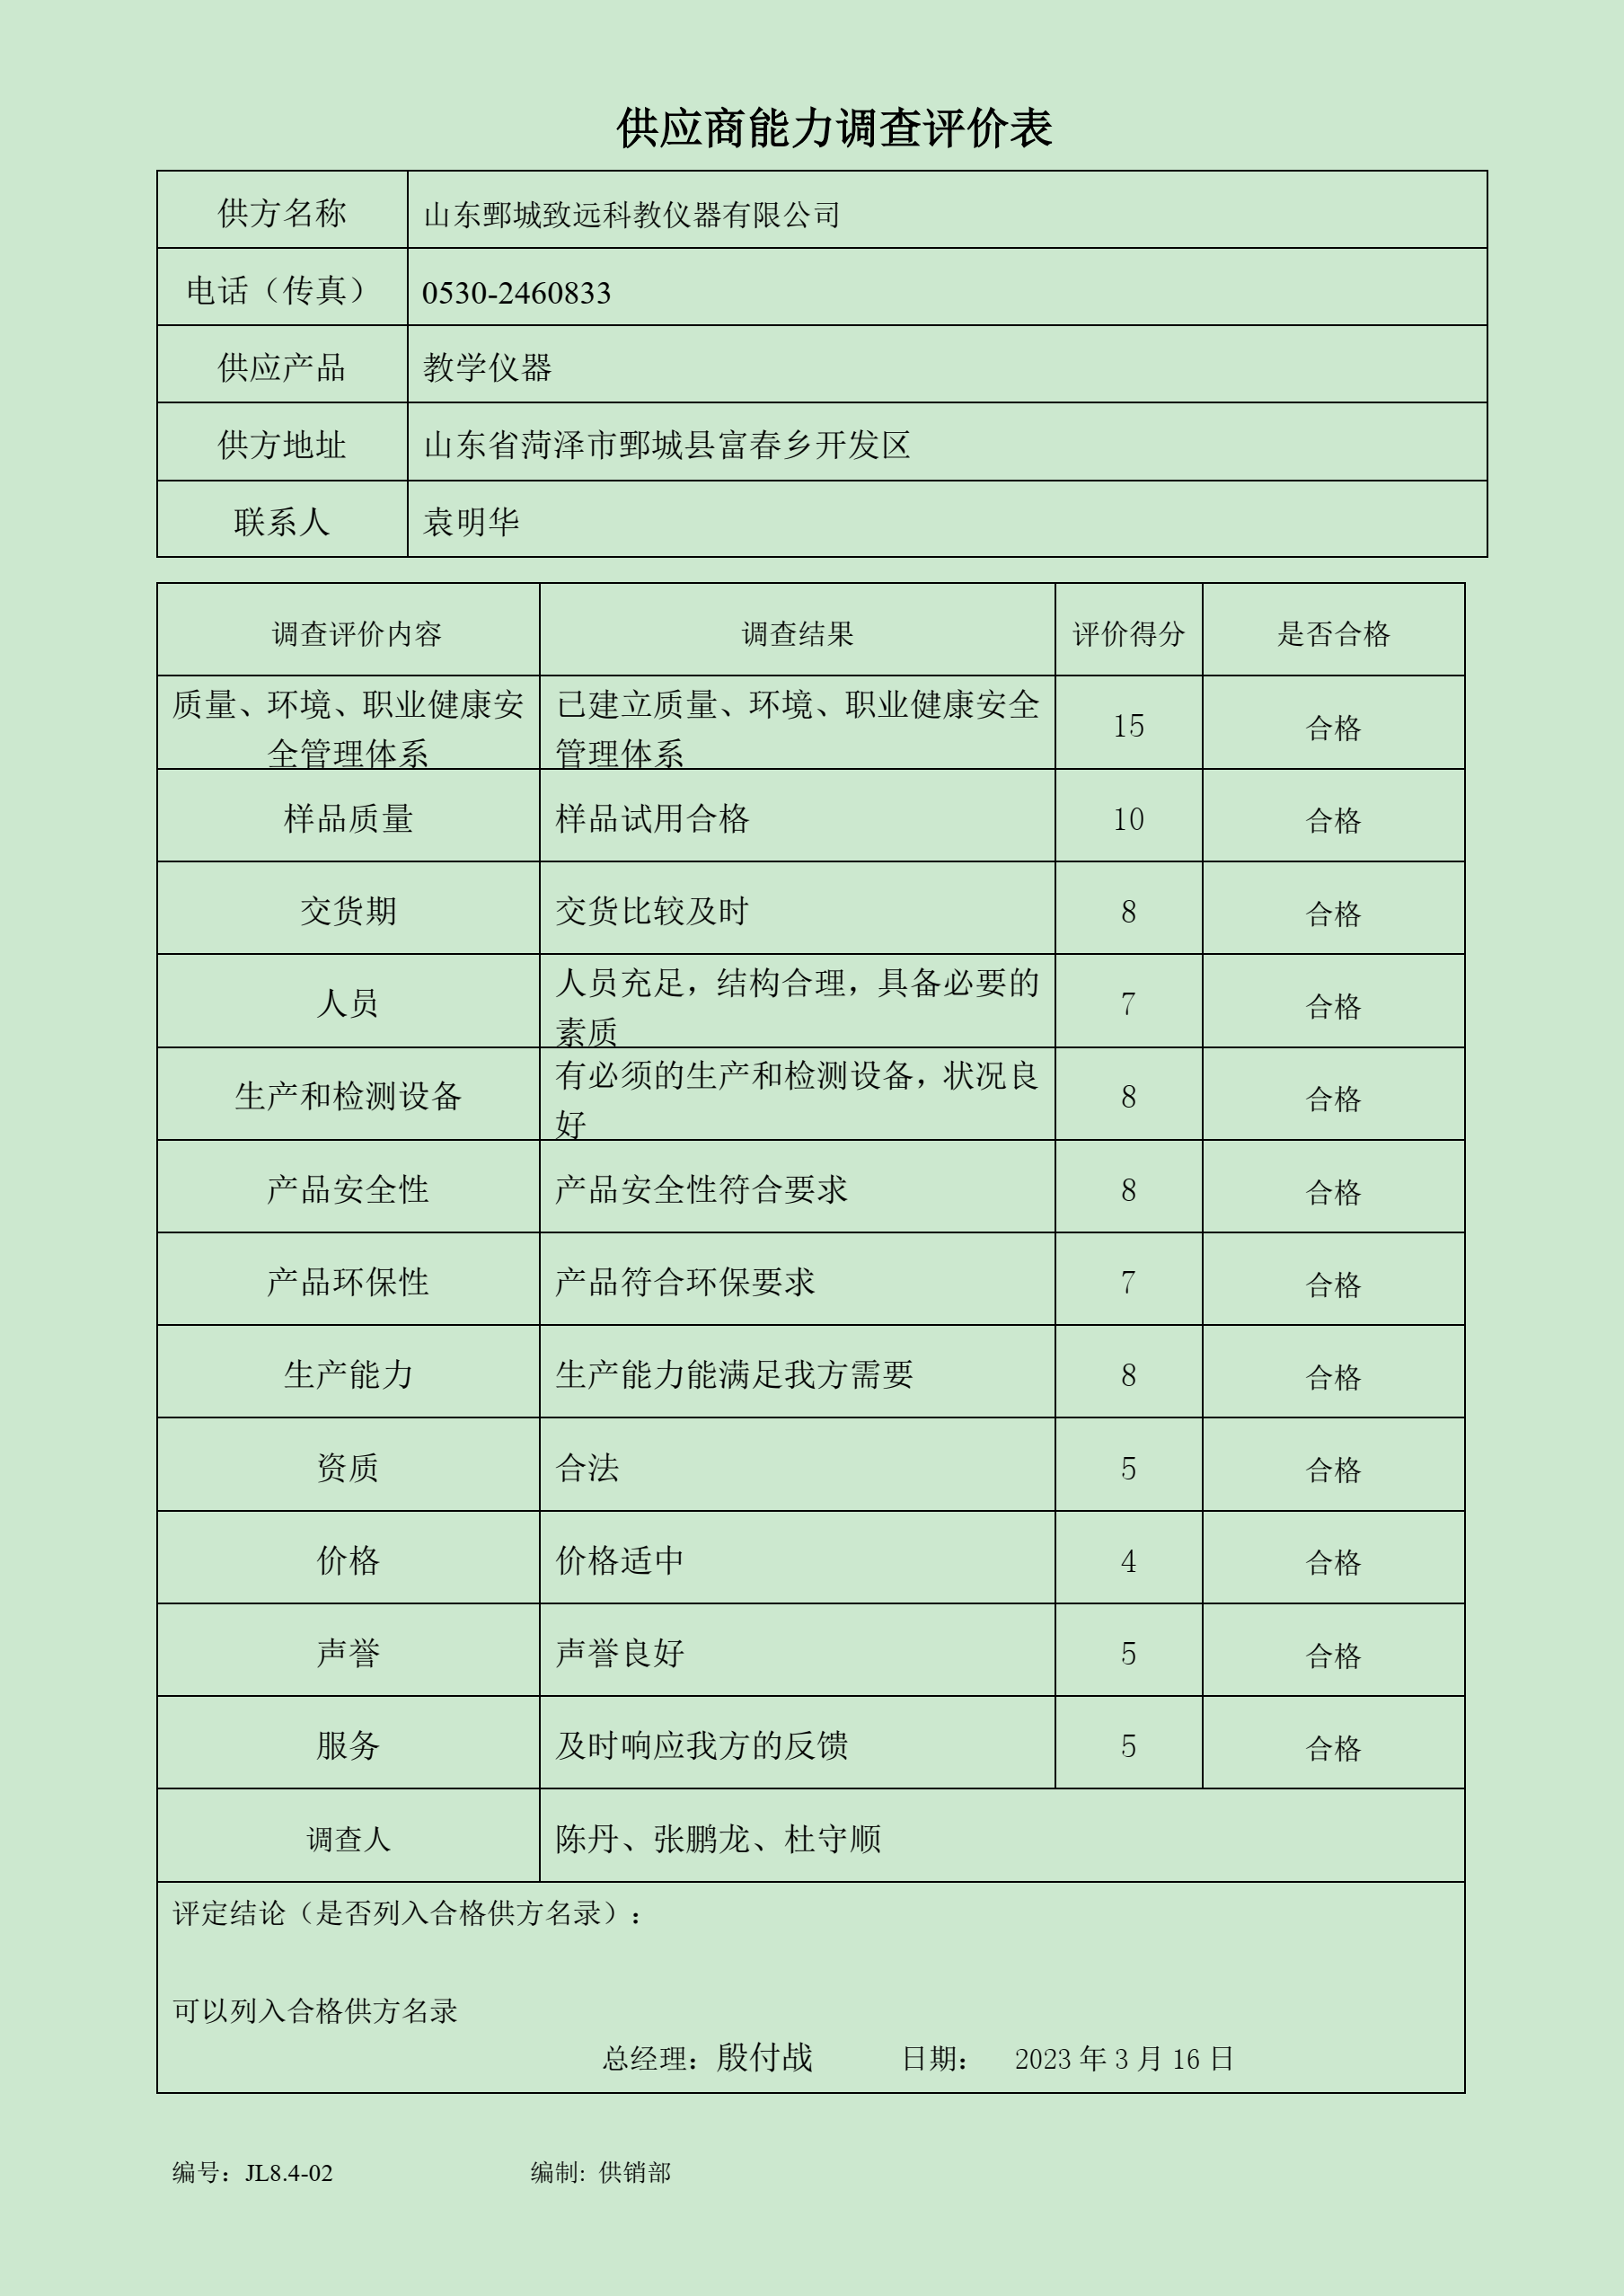 供应商能力调查评价表
供方名称 山东鄄城致远科教仪器有限公司
电话（传真） 0530-2460833
供应产品 教学仪器
供方地址 山东省菏泽市鄄城县富春乡开发区
联系人 袁明华
调查评价内容 调查结果 评价得分 是否合格
质量、环境、职业健康安 已建立质量、环境、职业健康安全 15 合格
全管理体系 管理体系
样品质量 样品试用合格 10 合格
交货期 交货比较及时 8 合格
人员 人员充足，结构合理，具备必要的 7 合格
素质
生产和检测设备 有必须的生产和检测设备，状况良 8 合格
好
产品安全性 产品安全性符合要求 8 合格
产品环保性 产品符合环保要求 7 合格
生产能力 生产能力能满足我方需要 8 合格
资质 合法 5 合格
价格 价格适中 4 合格
声誉 声誉良好 5 合格
服务 及时响应我方的反馈 5 合格
调查人 陈丹、张鹏龙、杜守顺
评定结论（是否列入合格供方名录）：
可以列入合格供方名录
总经理：殷付战 日期： 2023 年 3 月 16 日
编号：JL8.4-02 编制: 供销部